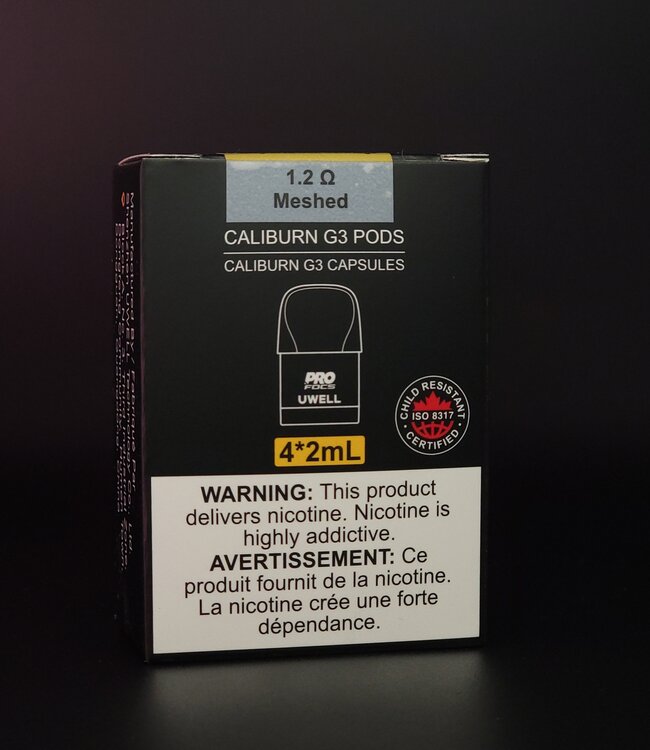 1.2 Ω
Meshed
CALIBURN G3 PODS
CALIBURN G3 CAPSULES
PRO
FOCS
UWELL
CHILD RESISTANT
ISO 8317
CERTIFIED
4*2mL
WARNING: This product
delivers nicotine. Nicotine is
highly addictive.
AVERTISSEMENT: Ce
produit fournit de la nicotine.
La nicotine crée une forte
dépendance.